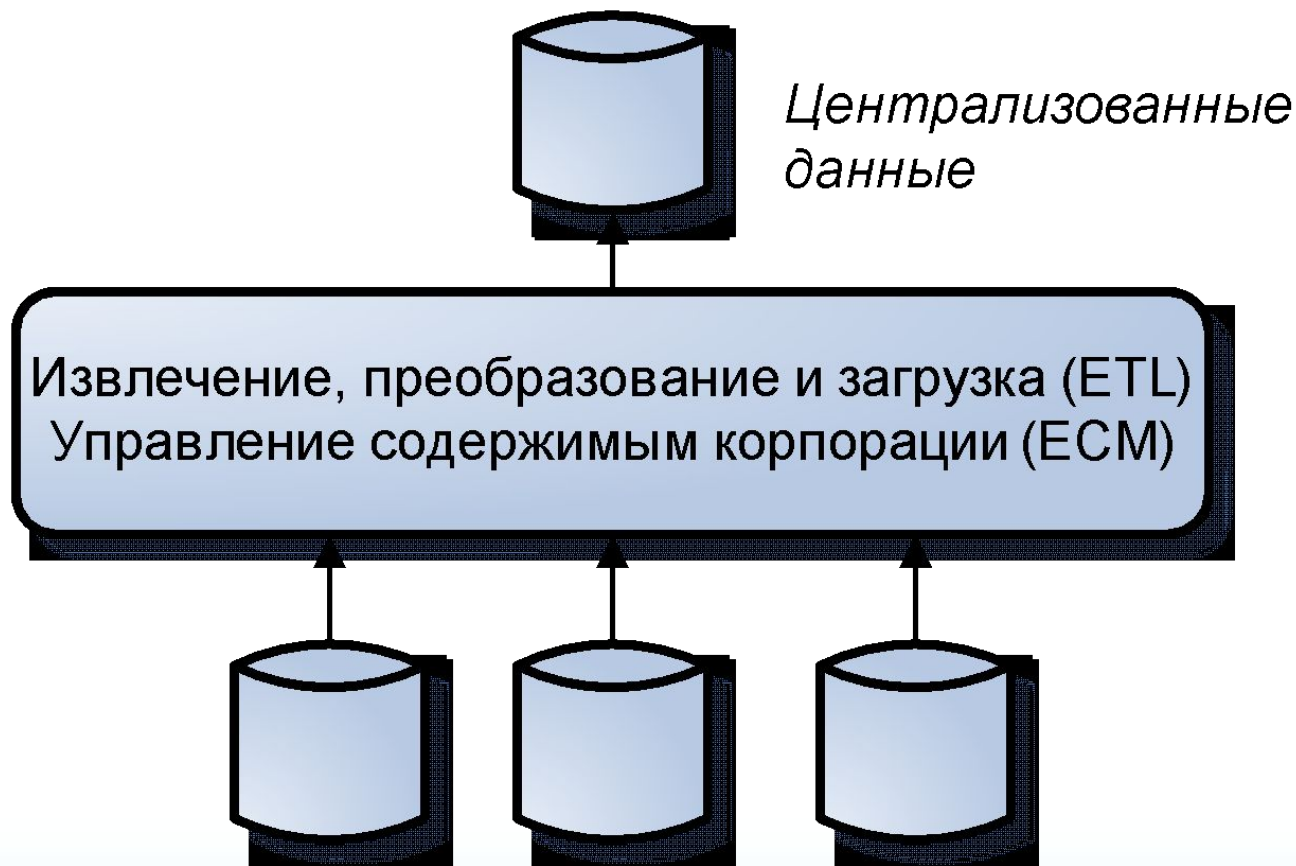 Централизованные
данные
Извлечение, преобразование и загрузка (ETL)
Управление содержимым корпорации (ECM)